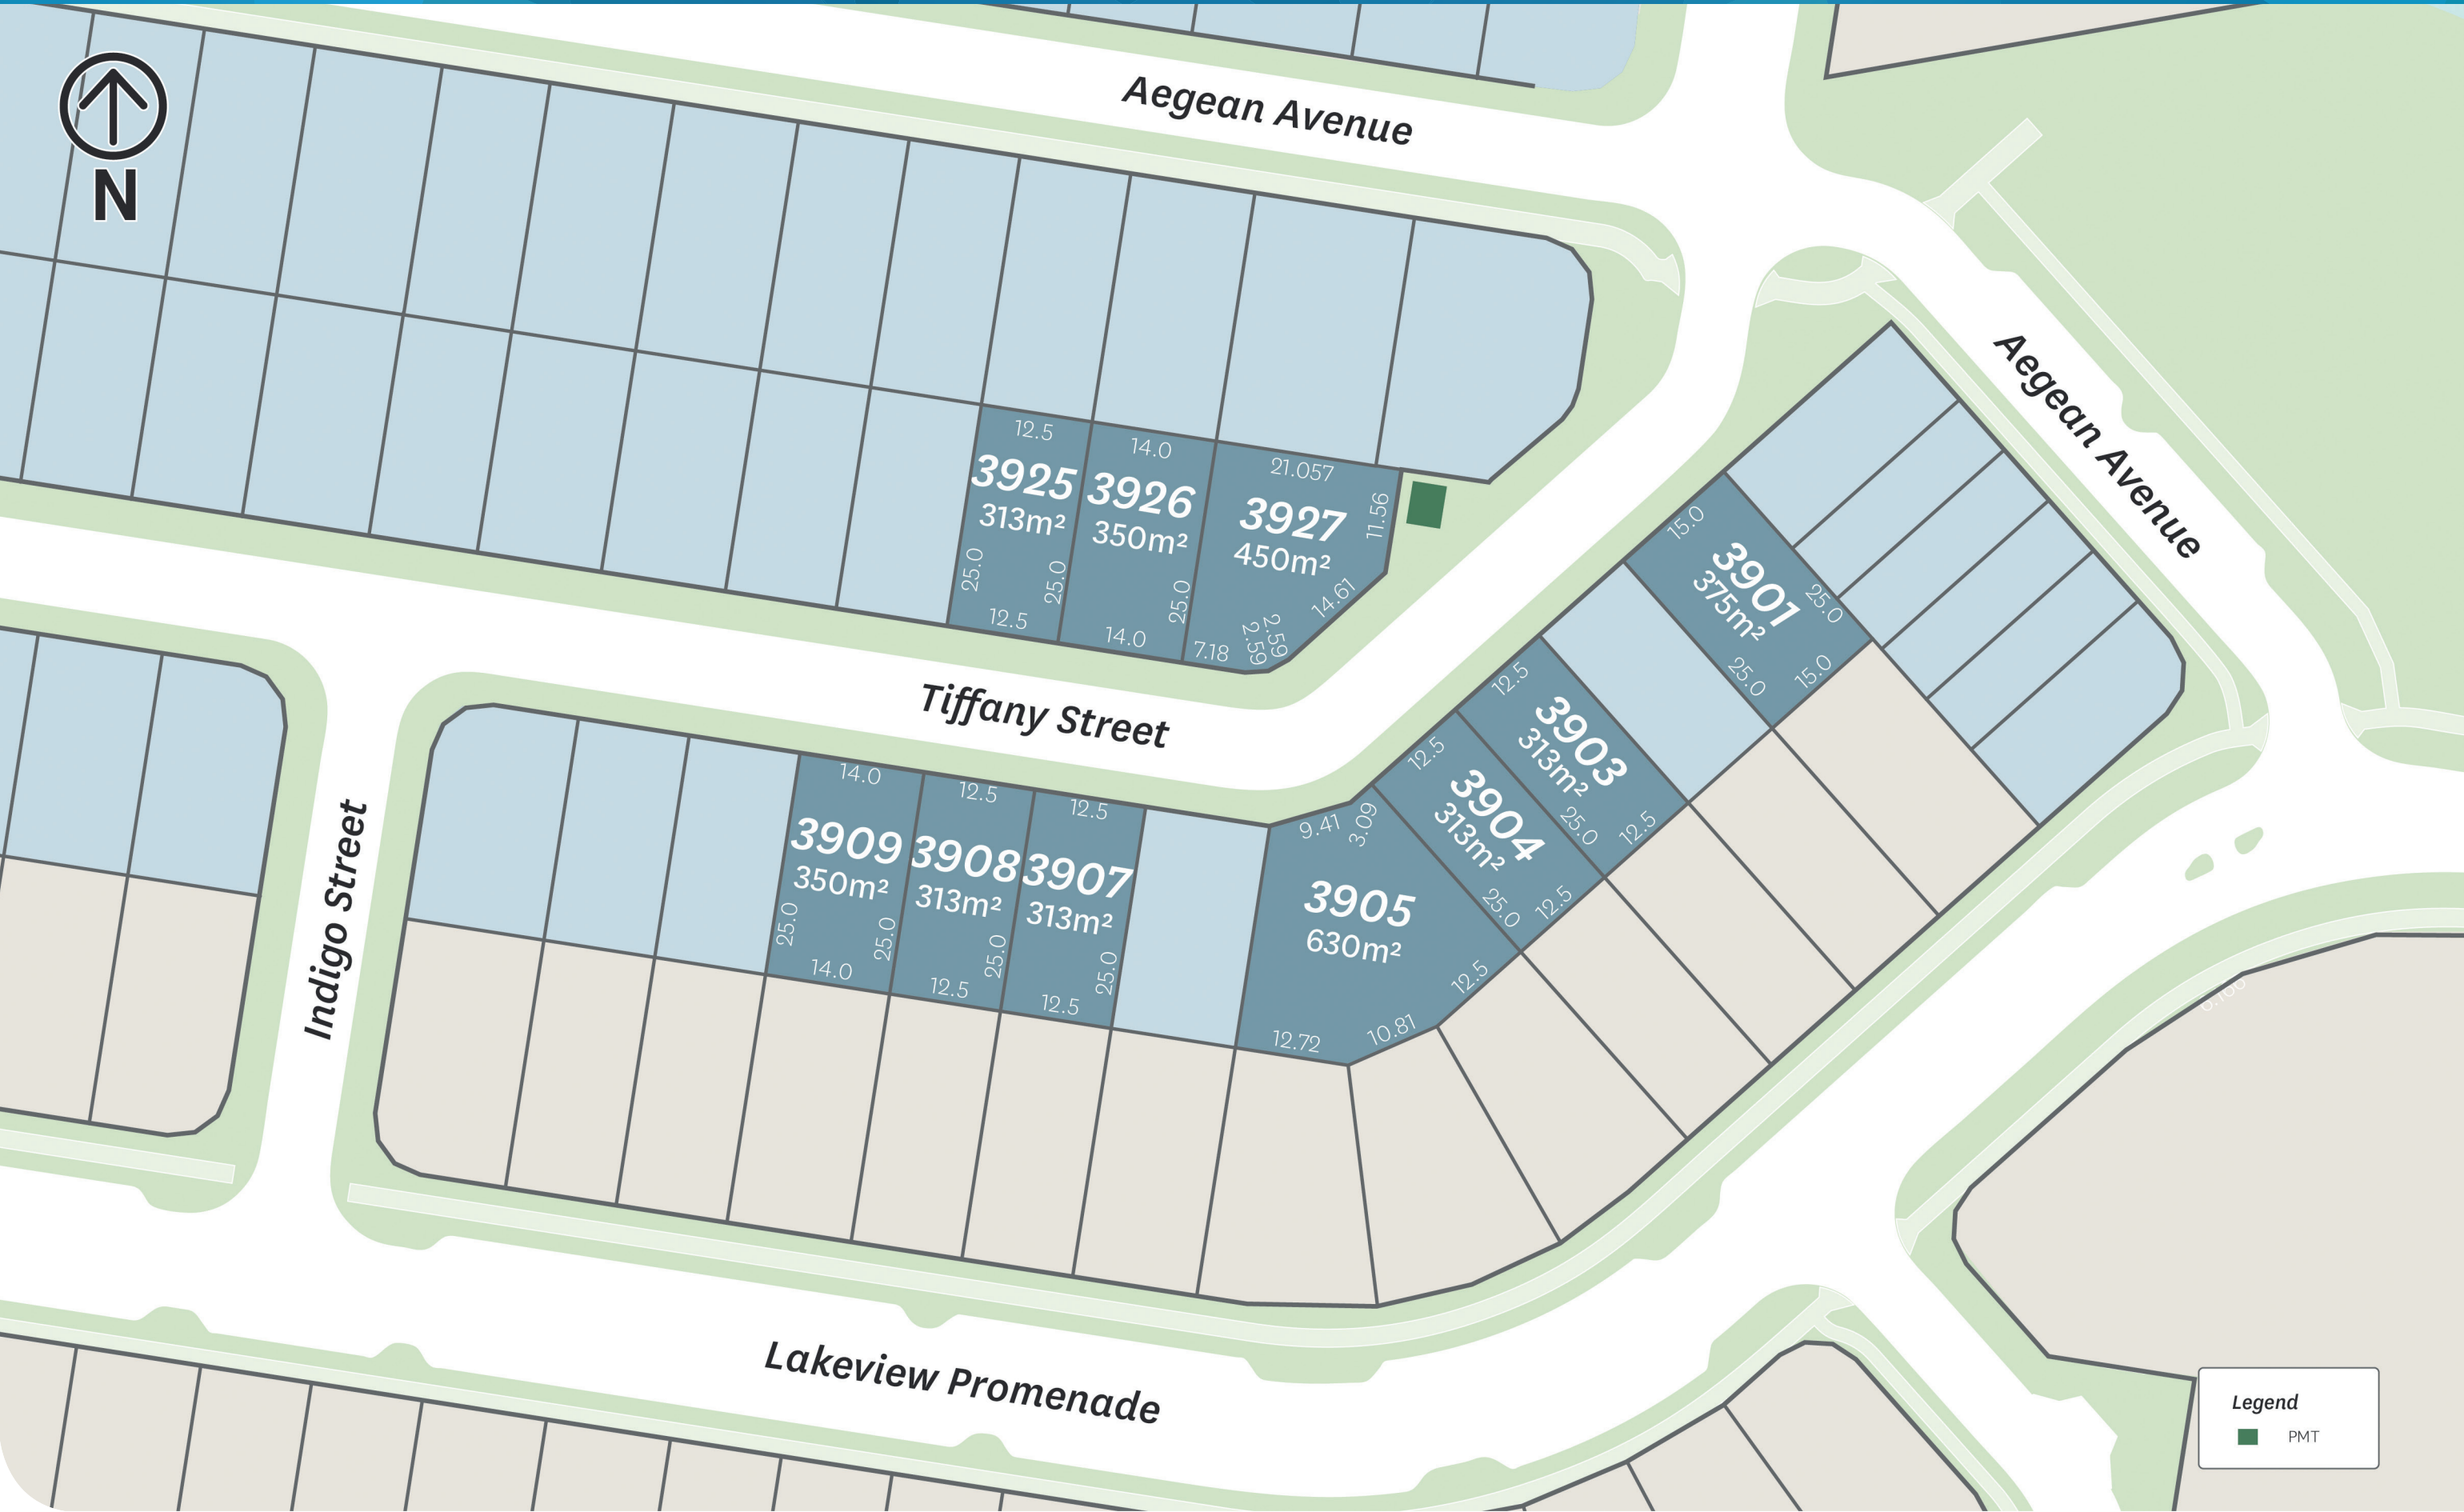 Aegean Avenue
N
Aegean Avenue
12.5
3925
313m²
25.0
25.0
12.5
14.0
3926
350m²
25.0
14.0
21.057
3927
450m²
11.56
14.61
2.59
2.59
7.18
15.0
3901
375m²
25.0
25.0
15.0
12.5
3903
313m²
25.0
12.5
12.5
3904
313m²
25.0
12.5
Tiffany Street
14.0
3909
350m²
25.0
25.0
14.0
12.5
3908
313m²
25.0
12.5
12.5
3907
313m²
25.0
12.5
9.41
3.09
3905
630m²
12.5
10.81
12.72
Indigo Street
Lakeview Promenade
Legend
PMT